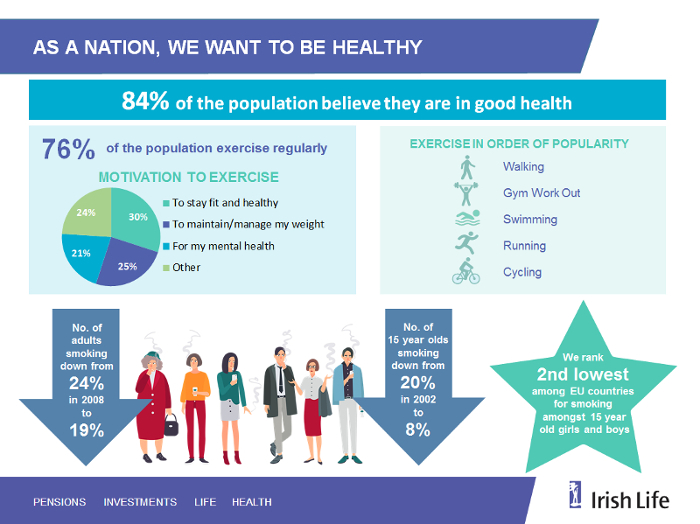 AS A NATION, WE WANT TO BE HEALTHY
84% of the population believe they are in good health
76% of the population exercise regularly
MOTIVATION TO EXERCISE
24%
30%
21%
25%
To stay fit and healthy
To maintain/manage my weight
For my mental health
Other
EXERCISE IN ORDER OF POPULARITY
Walking
Gym Work Out
Swimming
Running
Cycling
No. of
adults
smoking
down from
24%
in 2008
to
19%
No. of
15 year olds
smoking
down from
20%
in 2002
to
8%
We rank
2nd lowest
among EU countries
for smoking
amongst 15 year
old girls and boys
PENSIONS INVESTMENTS LIFE HEALTH
Irish Life